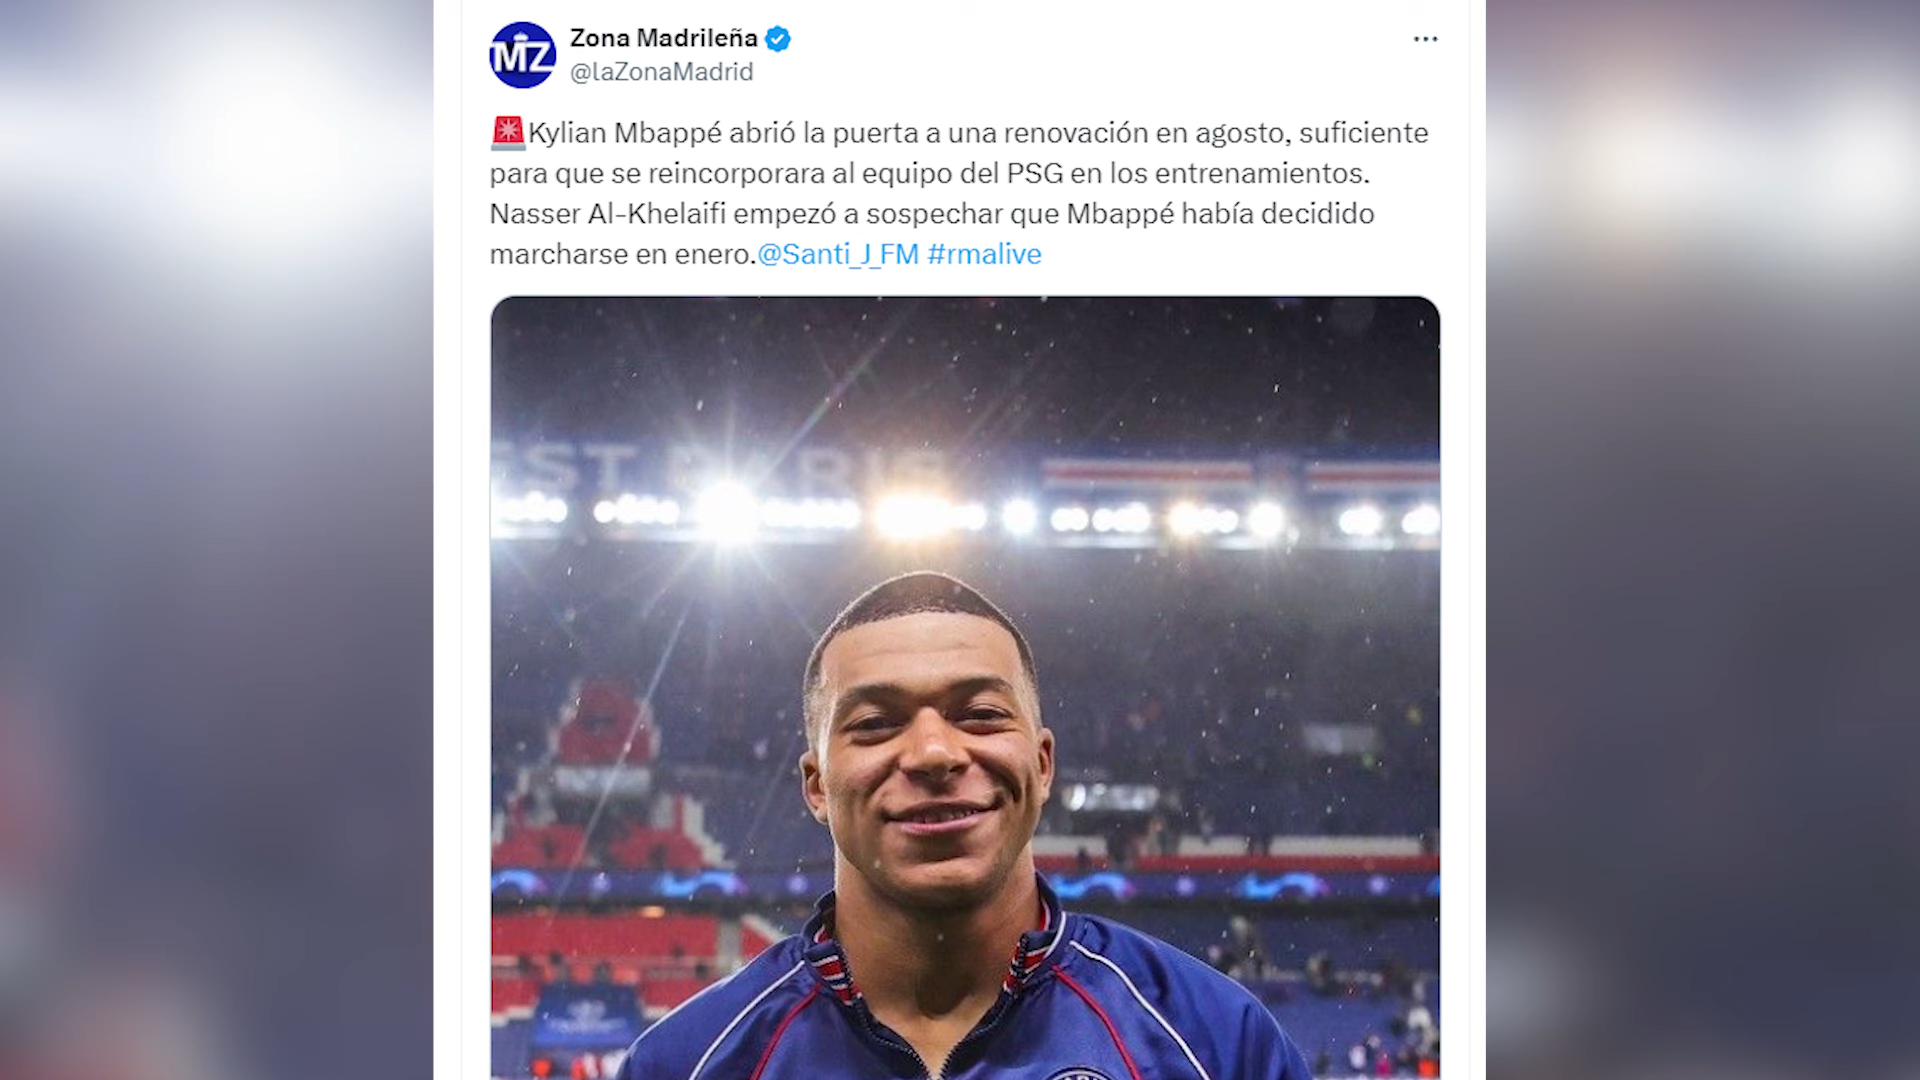 MZ
Zona Madrileña
@laZonaMadrid
🚨Kylian Mbappé abrió la puerta a una renovación en agosto, suficiente
para que se reincorporara al equipo del PSG en los entrenamientos.
Nasser Al-Khelaifi empezó a sospechar que Mbappé había decidido
marcharse en enero.@Santi_J_FM #rmalive